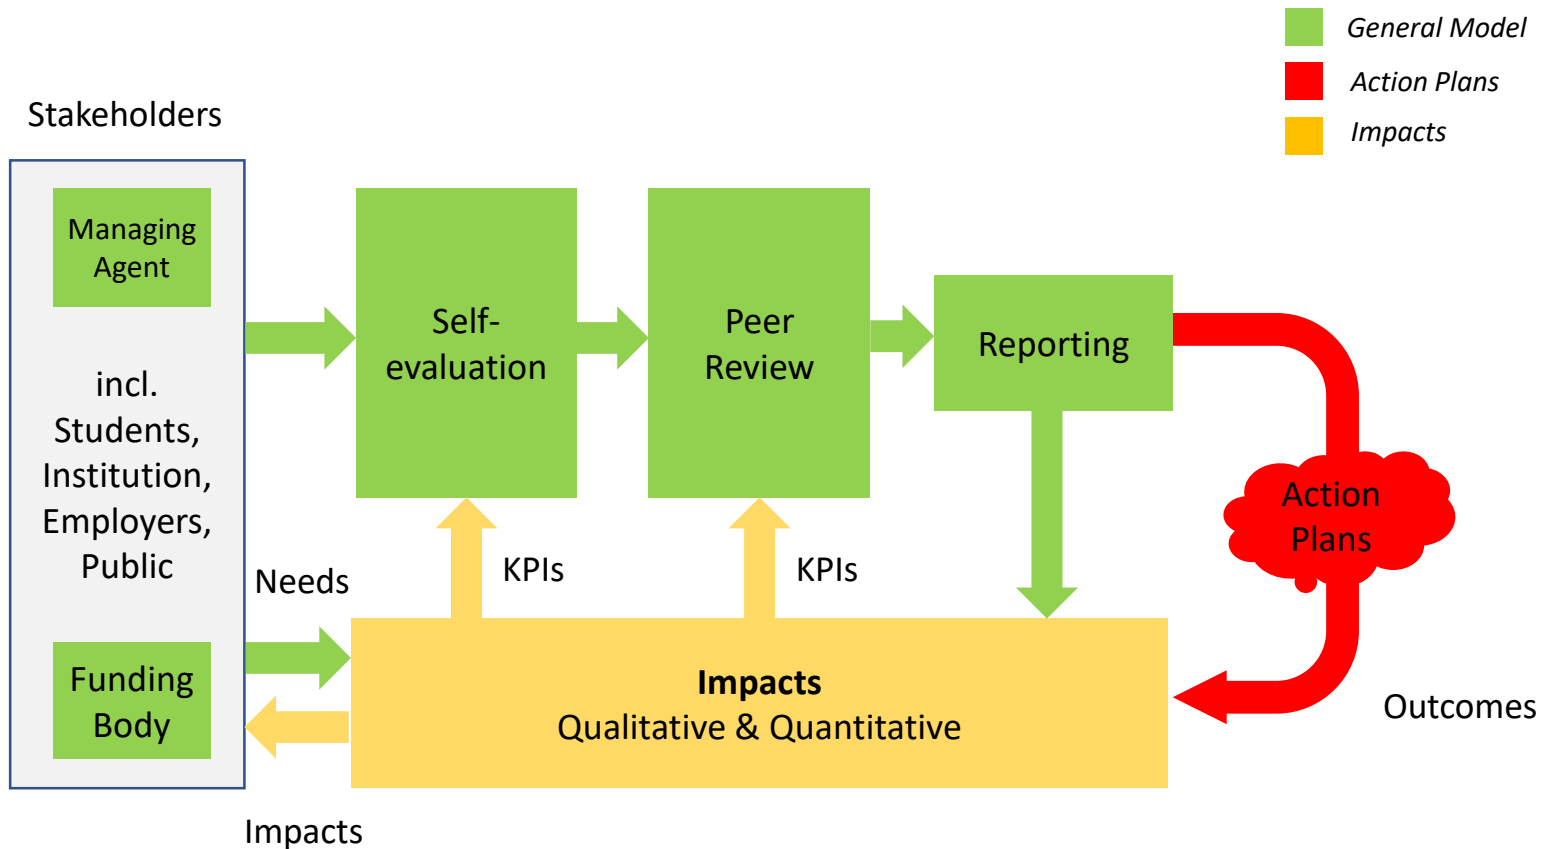 General Model
Action Plans
Impacts
Stakeholders
Managing
Agent
incl.
Students,
Institution,
Employers,
Public
Funding
Body
Self-
evaluation
Peer
Review
Reporting
Action
Plans
Needs
KPIs
KPIs
Impacts
Qualitative & Quantitative
Outcomes
Impacts